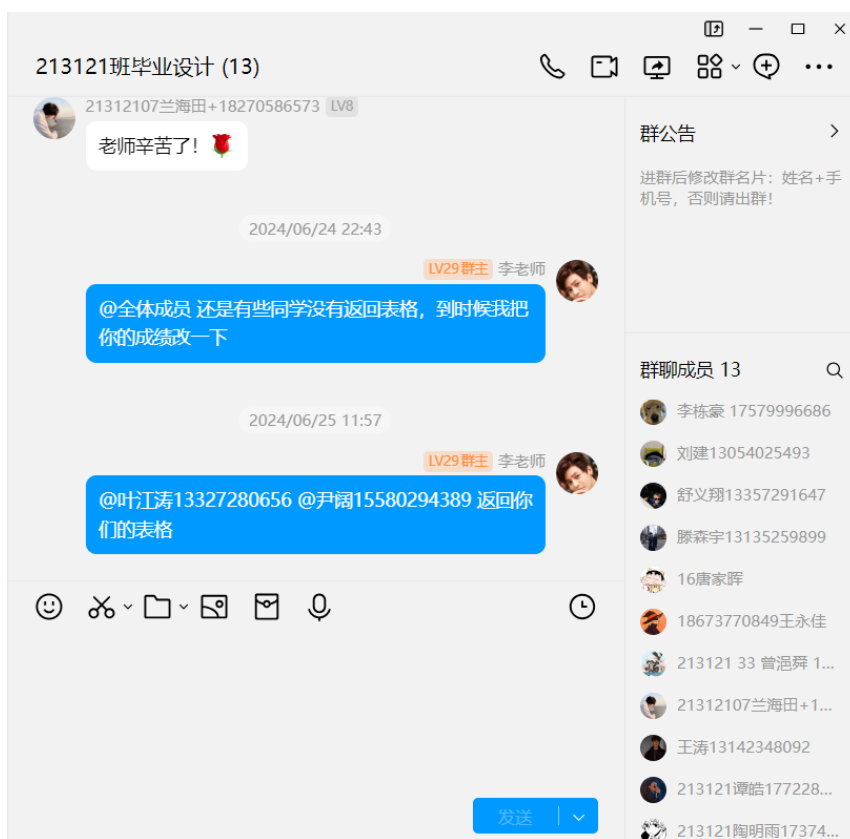 213121班毕业设计 (13)
21312107兰海田+18270586573 LV8
老师辛苦了!
2024/06/24 22:43
LV29 群主 李老师
@全体成员 还是有些同学没有返回表格，到时候我把
你的成绩改一下
2024/06/25 11:57
LV29 群主 李老师
@叶江涛13327280656 @尹阔15580294389 返回你
们的表格
发送
群公告
进群后修改群名片：姓名+手
机号，否则请出群！
群聊成员 13
李栋豪 17579996686
刘建13054025493
舒义翔13357291647
滕森宇13135259899
16唐家晖
18673770849王永佳
213121 33 曾浥舜 1...
21312107兰海田+1...
王涛13142348092
213121谭皓177228...
213121陶明雨17374...